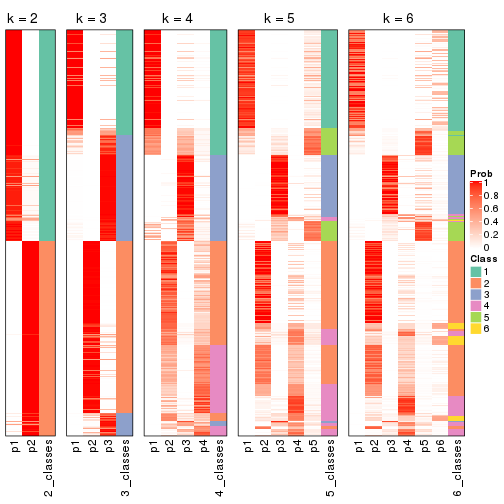 k = 2
k = 3
k = 4
k = 5
k = 6
p1
p2
2_classes
p1
p2
p3
3_classes
p1
p2
p3
p4
4_classes
p1
p2
p3
p4
p5
5_classes
p1
p2
p3
p4
p5
p6
6_classes
Prob
1
0.8
0.6
0.4
0.2
0
Class
1
2
3
4
5
6